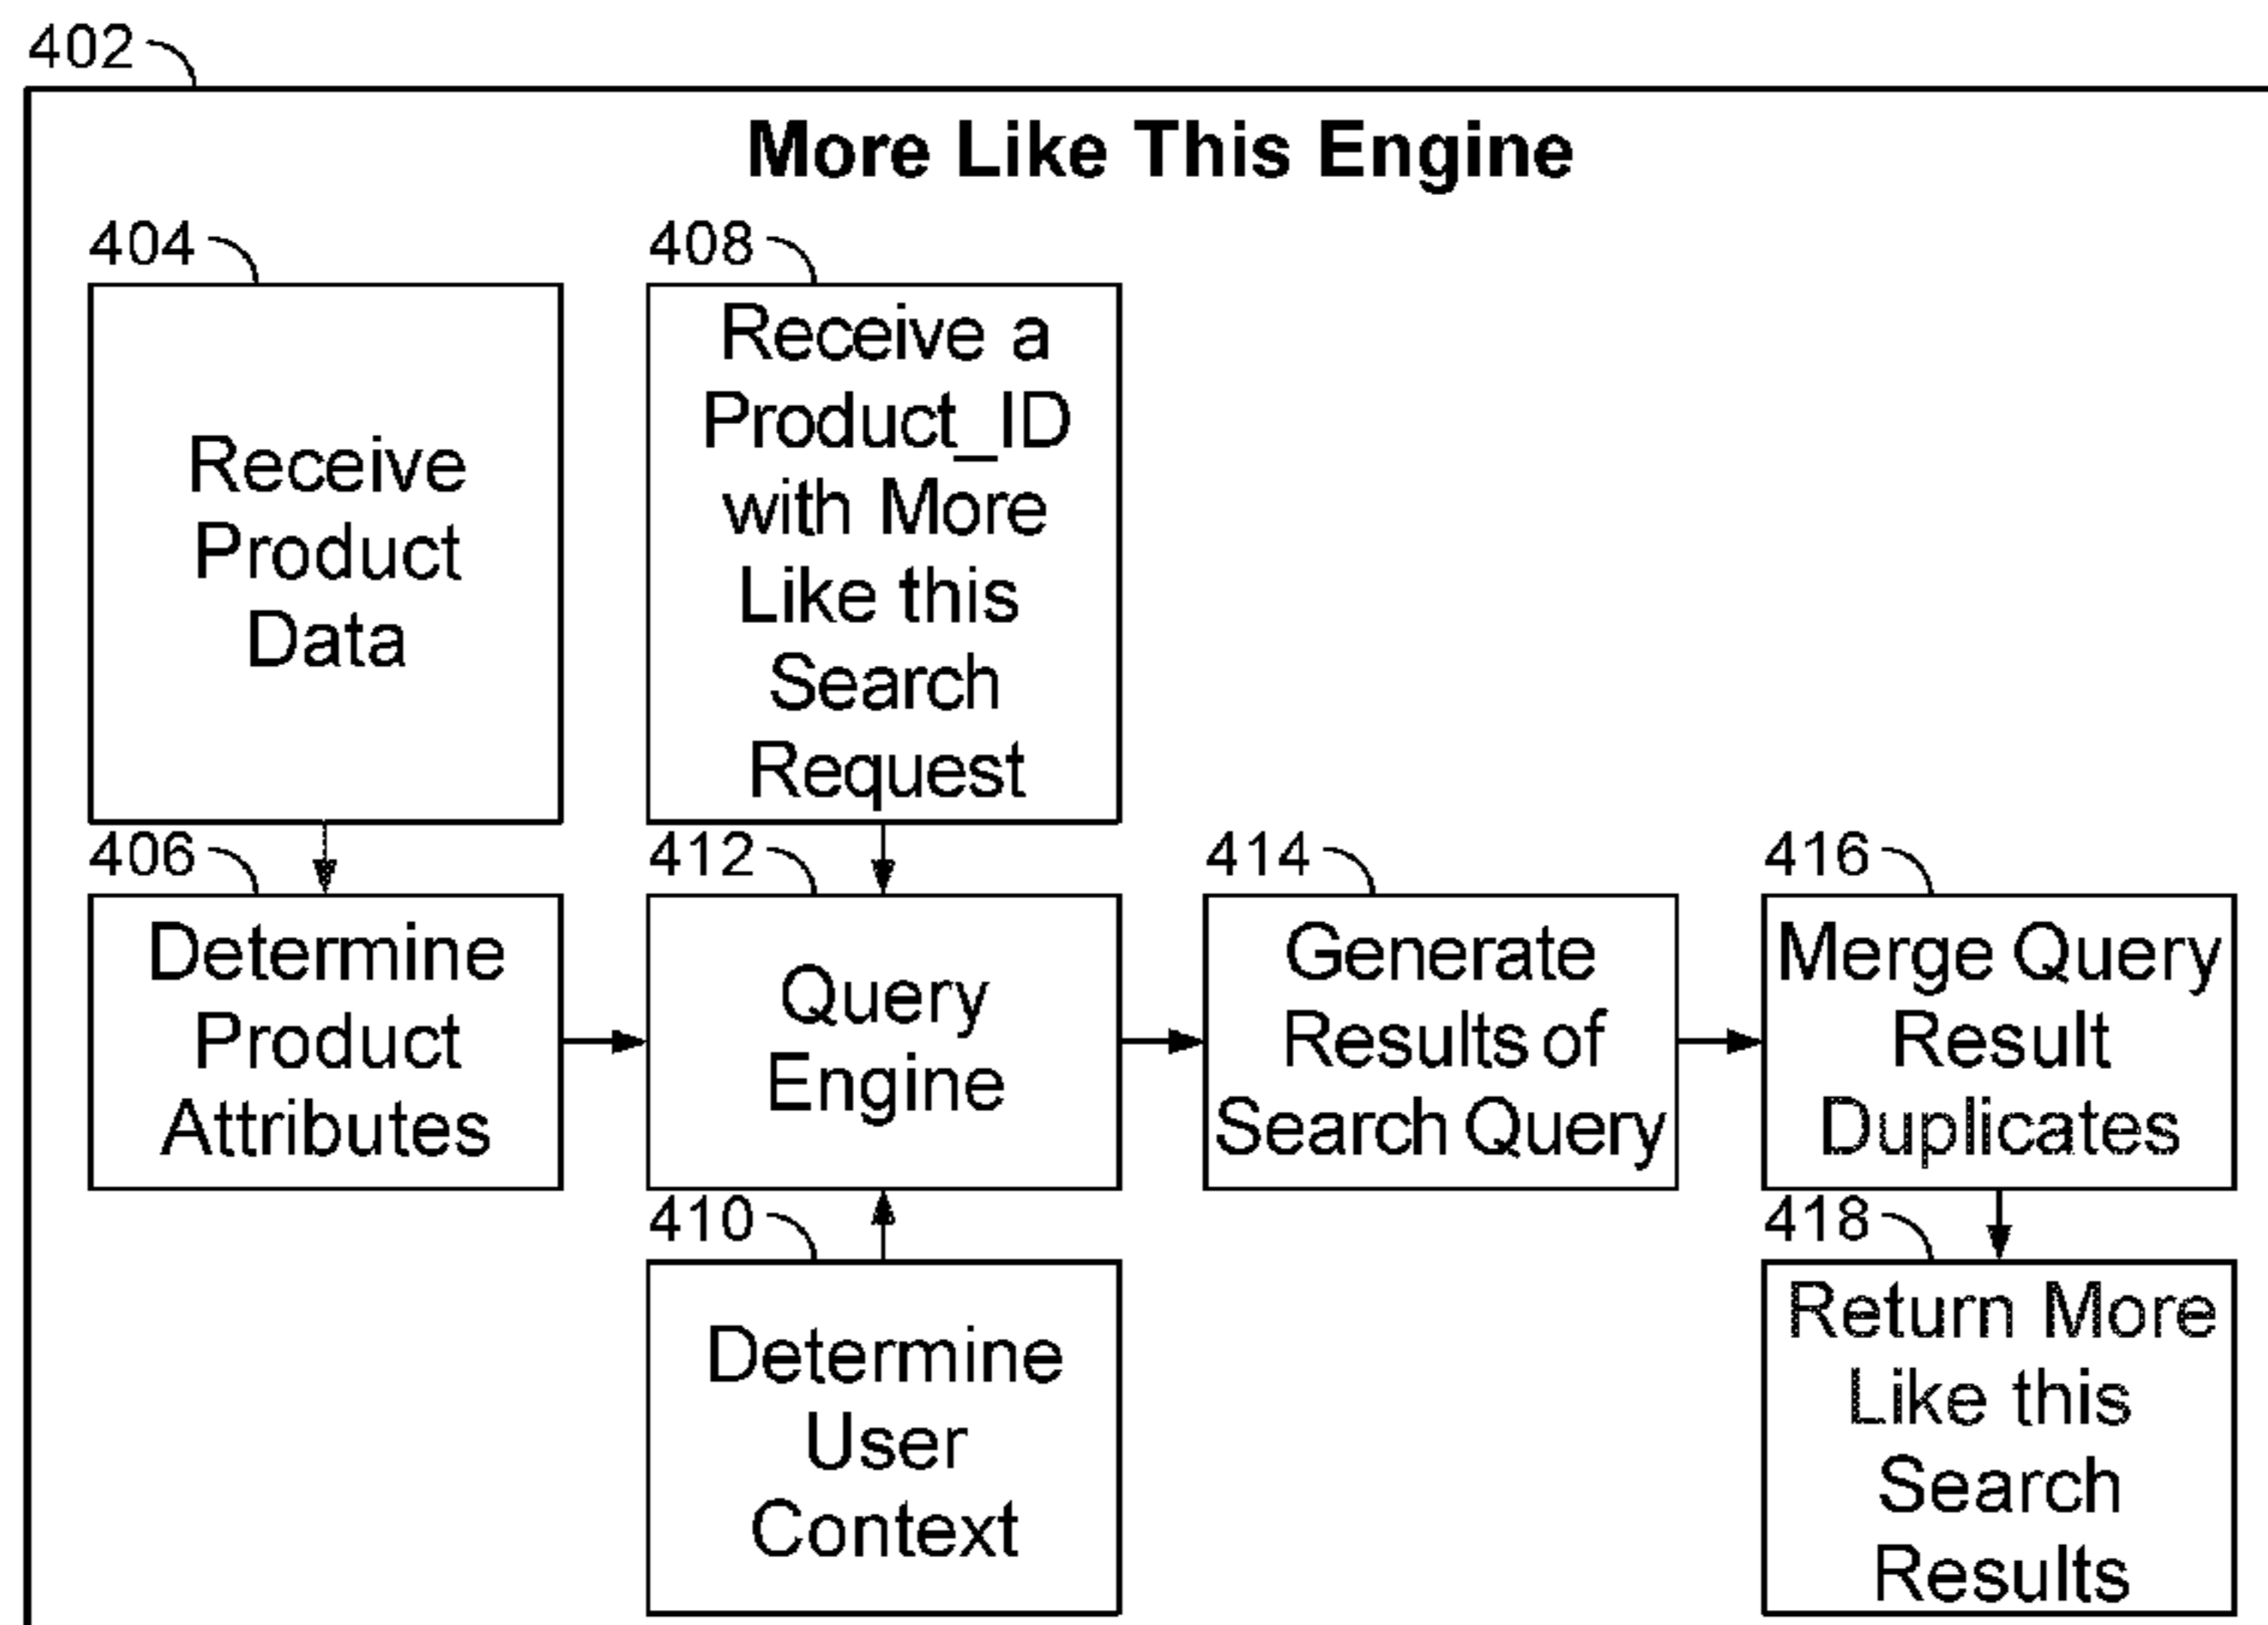 402
More Like This Engine
404
Receive
Product
Data
408
Receive a
Product_ID
with More
Like this
Search
Request
406
Determine
Product
Attributes
412
Query
Engine
414
Generate
Results of
Search Query
416
Merge Query
Result
Duplicates
410
Determine
User
Context
418
Return More
Like this
Search
Results